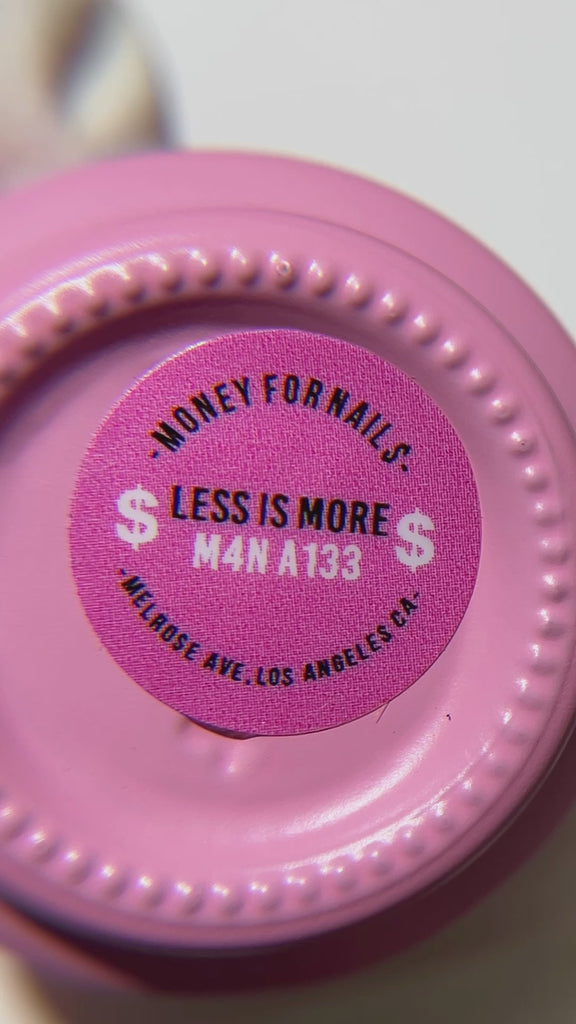 -MONEY FOR NAILS-
$ LESS IS MORE $
M4N A133
-MELROSE AVE, LOS ANGELES CA-